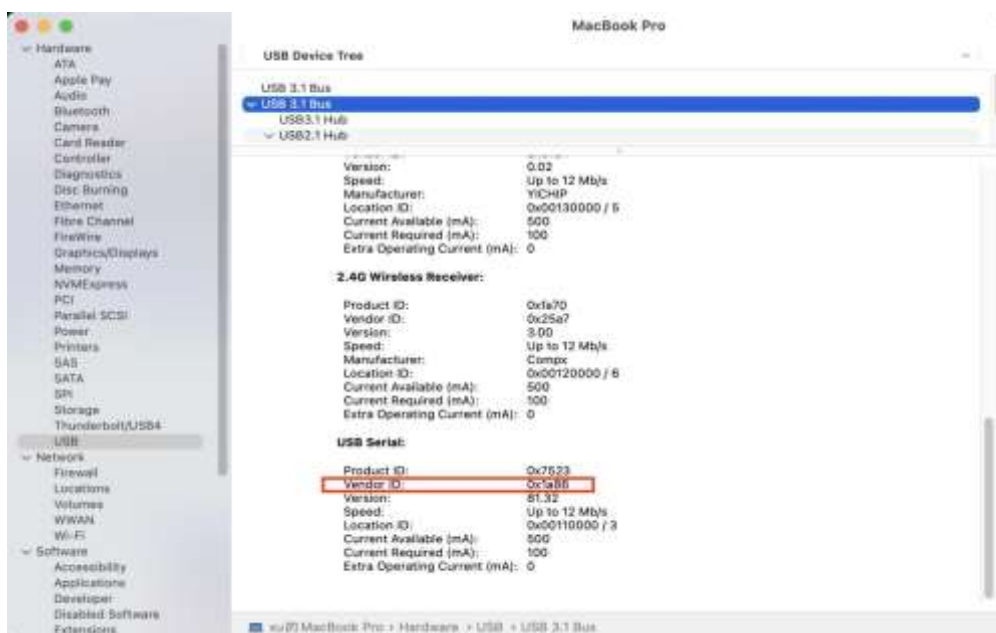 MacBook Pro
Hardware
ATA
Apple Pay
Audio
Bluetooth
Camera
Card Reader
Controller
Diagnostics
Disc Burning
Ethernet
Fibre Channel
FireWire
Graphics/Displays
Memory
NVMExpress
PCI
Parallel SCSI
Power
Printers
SAS
SATA
SPI
Storage
Thunderbolt/USB4
USB
Network
Firewall
Locations
Volumes
WWAN
Wi-Fi
Software
Accessibility
Applications
Developer
Disabled Software
Extensions
USB Device Tree
USB 3.1 Bus
USB 3.1 Bus
USB3.1 Hub
USB2.1 Hub
Version: 0.02
Speed: Up to 12 Mb/s
Manufacturer: YICHIP
Location ID: 0x00130000 / 5
Current Available (mA): 500
Current Required (mA): 100
Extra Operating Current (mA): 0
2.4G Wireless Receiver:
Product ID: 0xfa70
Vendor ID: 0x25a7
Version: 3.00
Speed: Up to 12 Mb/s
Manufacturer: Compx
Location ID: 0x00120000 / 6
Current Available (mA): 500
Current Required (mA): 100
Extra Operating Current (mA): 0
USB Serial:
Product ID: 0x7523
Vendor ID: 0x1a86
Version: 81.32
Speed: Up to 12 Mb/s
Location ID: 0x00110000 / 3
Current Available (mA): 500
Current Required (mA): 100
Extra Operating Current (mA): 0
xu的 MacBook Pro › Hardware › USB › USB 3.1 Bus